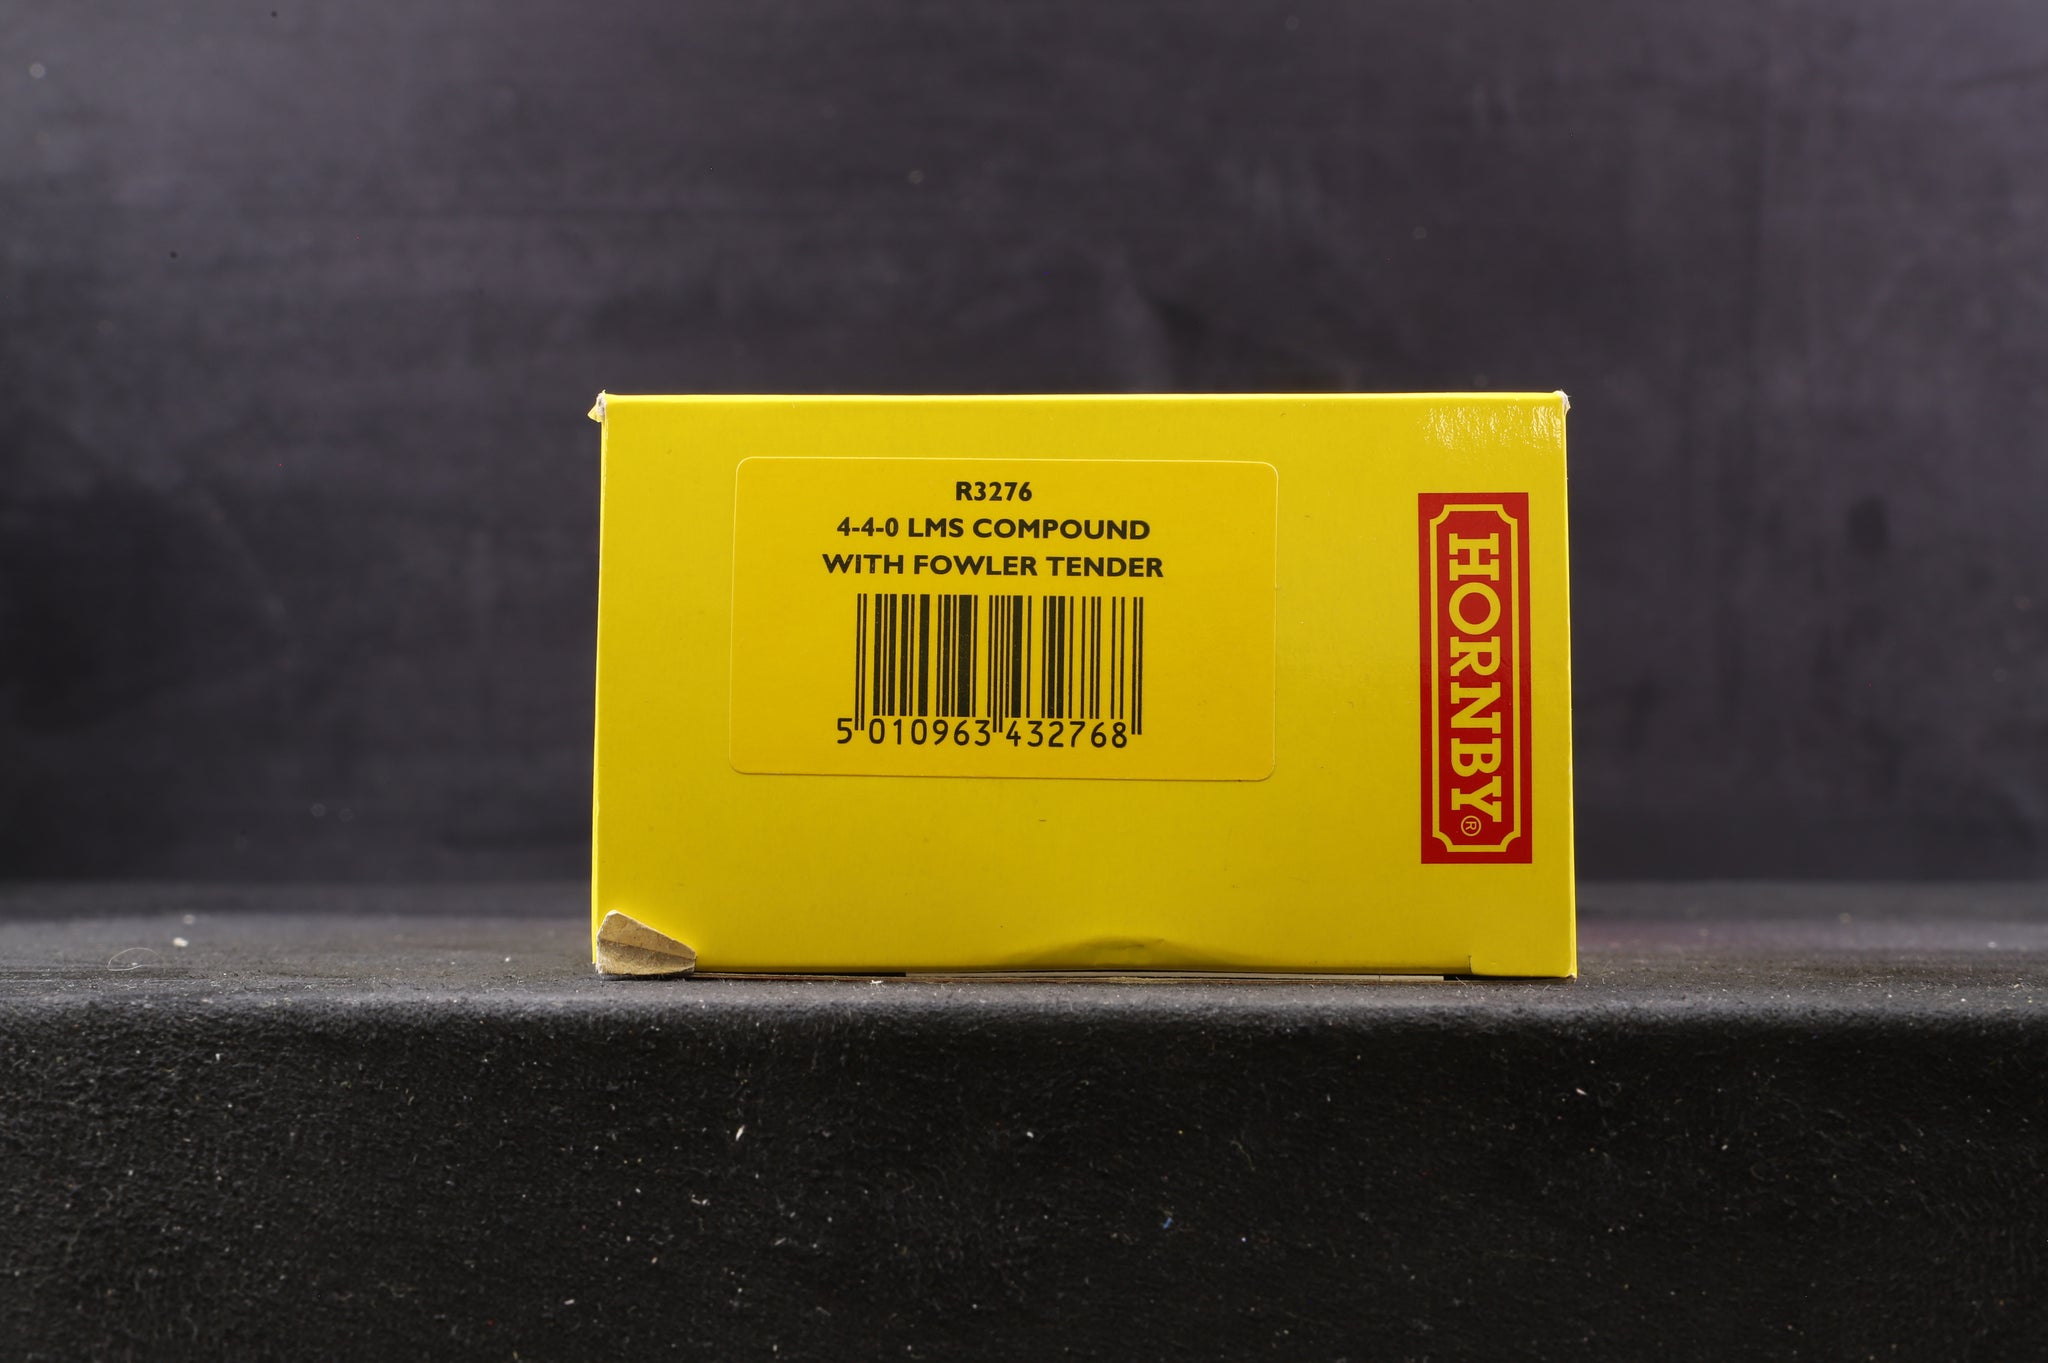 R3276
4-4-0 LMS COMPOUND
WITH FOWLER TENDER
5 010963 432768
HORNBY®